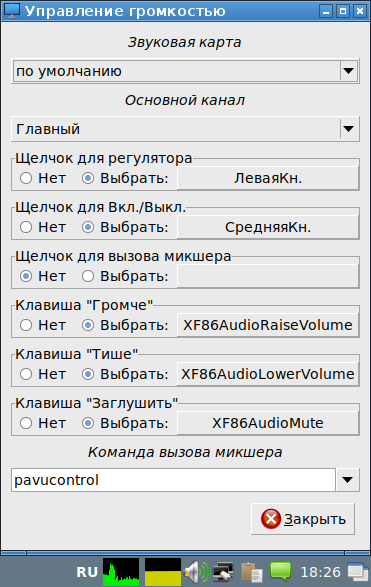 Управление громкостью
Звуковая карта
по умолчанию
Основной канал
Главный
Щелчок для регулятора
Нет Выбрать: ЛеваяКн.
Щелчок для Вкл./Выкл.
Нет Выбрать: СредняяКн.
Щелчок для вызова микшера
Нет Выбрать:
Клавиша "Громче"
Нет Выбрать: XF86AudioRaiseVolume
Клавиша "Тише"
Нет Выбрать: XF86AudioLowerVolume
Клавиша "Заглушить"
Нет Выбрать: XF86AudioMute
Команда вызова микшера
pavucontrol
Закрыть
RU 18:26